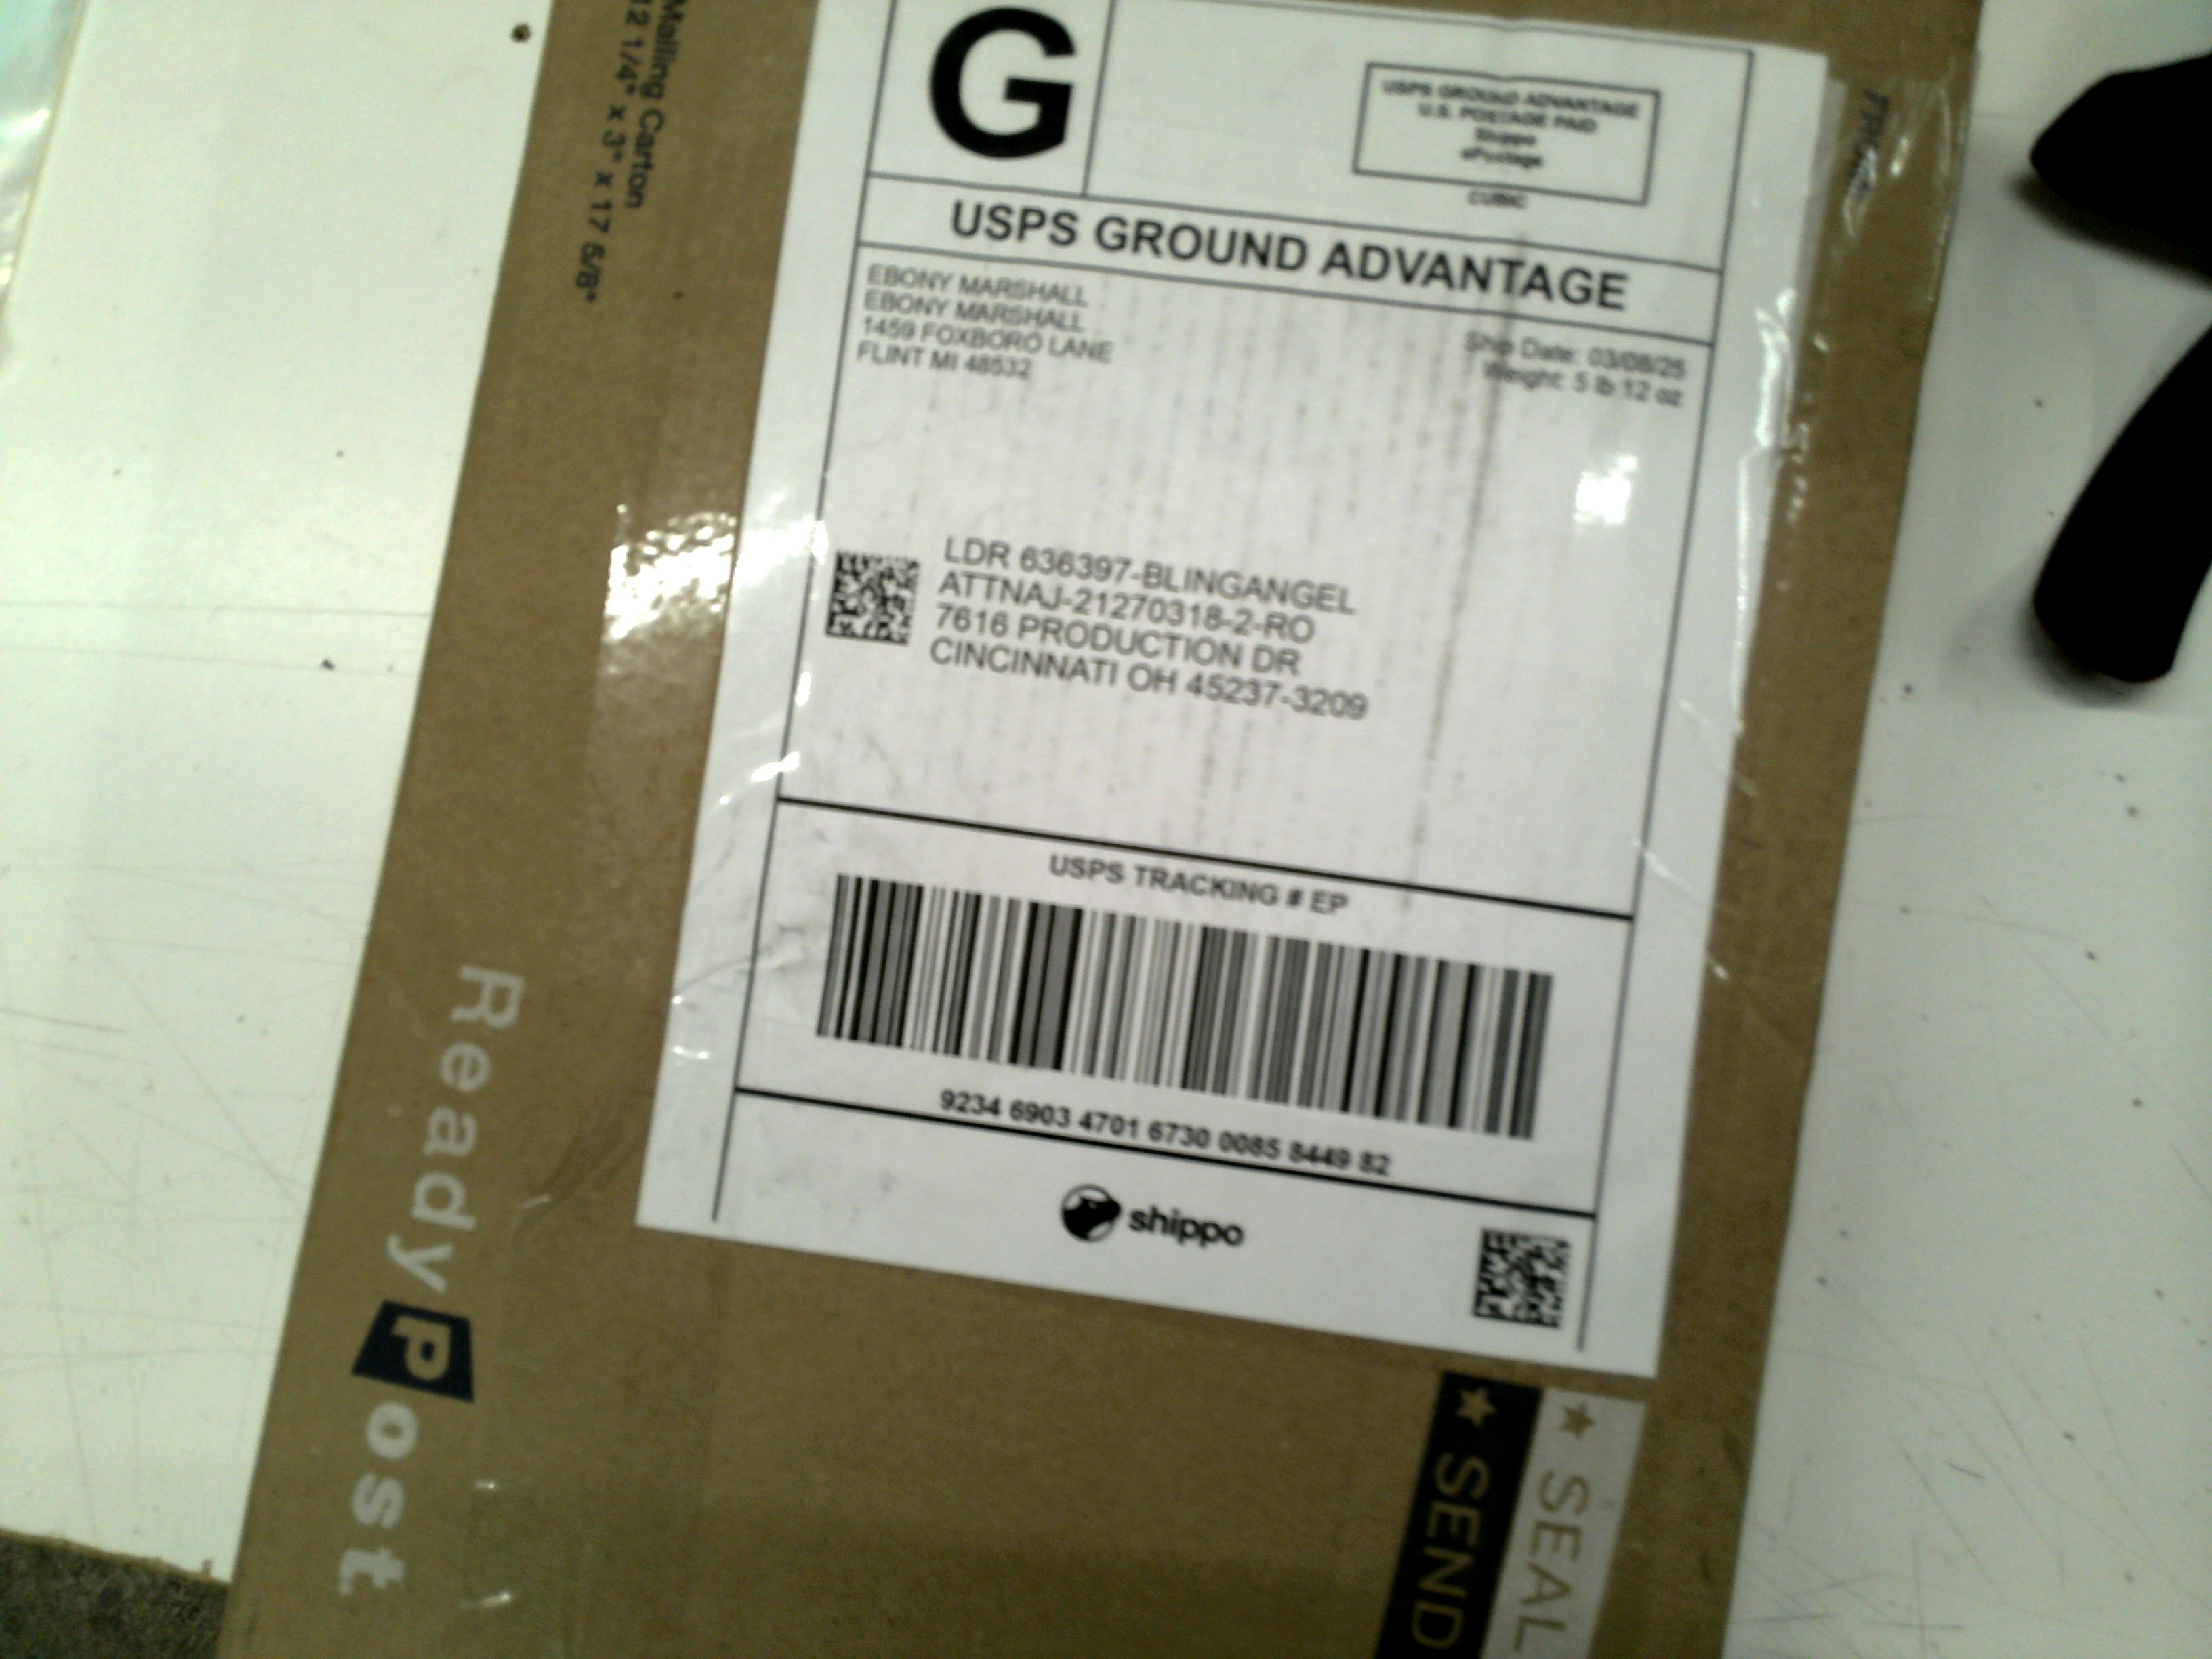 Mailing Carton
12 1/4" x 3" x 17 5/8"
G
USPS GROUND ADVANTAGE
U.S. POSTAGE PAID
Shippo
ePostage
CUBIC
USPS GROUND ADVANTAGE
EBONY MARSHALL
EBONY MARSHALL
1459 FOXBORO LANE
FLINT MI 48532
Ship Date: 03/08/25
Weight: 5 lb 12 oz
LDR 636397-BLINGANGEL
ATTNAJ-21270318-2-RO
7616 PRODUCTION DR
CINCINNATI OH 45237-3209
USPS TRACKING # EP
9234 6903 4701 6730 0085 8449 82
shippo
ReadyPost
★ SEAL
★ SEND